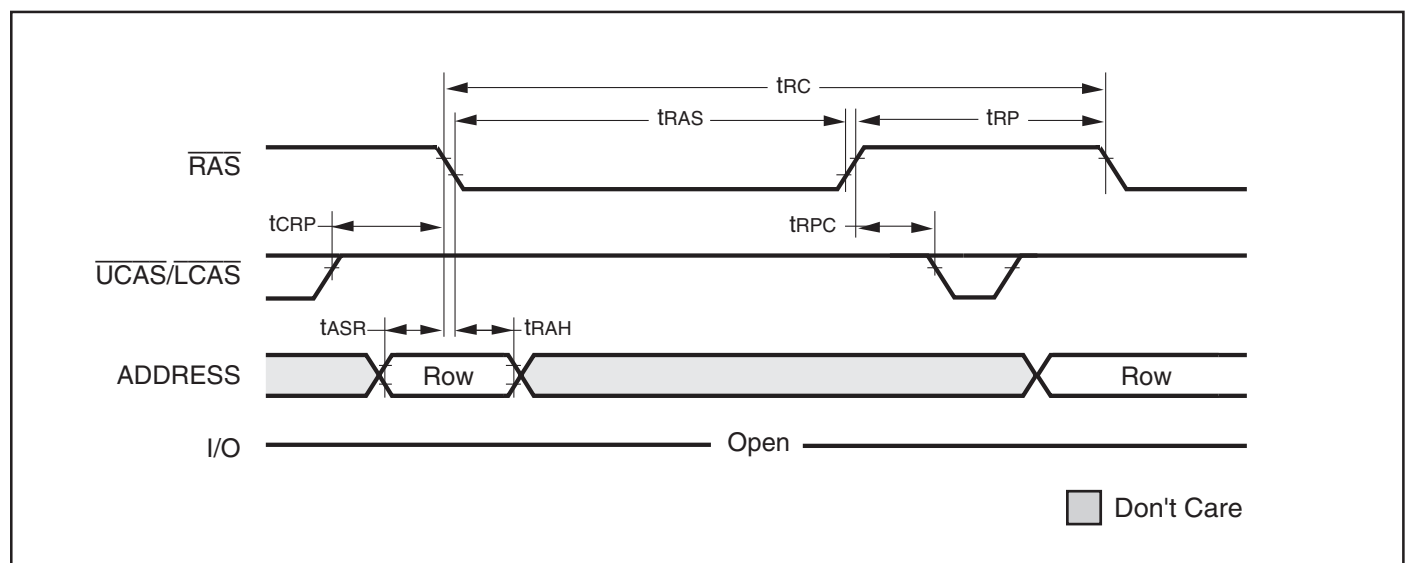 tRC
tRAS
tRP
RAS
tCRP
tRPC
UCAS/LCAS
tASR
tRAH
ADDRESS
Row
Row
I/O
Open
Don't Care